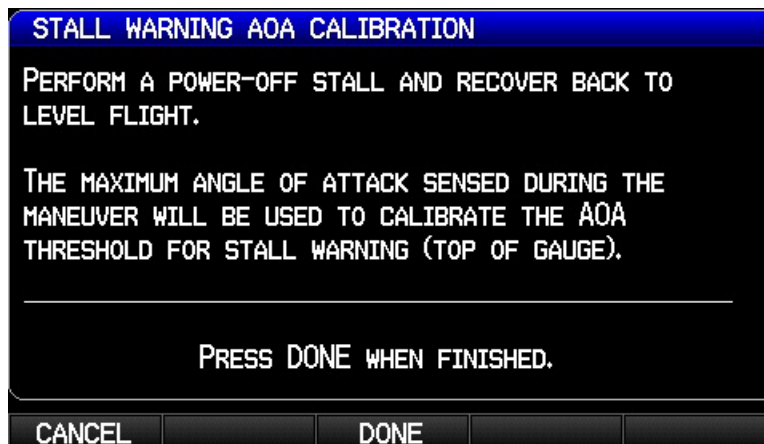 STALL WARNING AOA CALIBRATION
PERFORM A POWER-OFF STALL AND RECOVER BACK TO
LEVEL FLIGHT.
THE MAXIMUM ANGLE OF ATTACK SENSED DURING THE
MANEUVER WILL BE USED TO CALIBRATE THE AOA
THRESHOLD FOR STALL WARNING (TOP OF GAUGE).
PRESS DONE WHEN FINISHED.
CANCEL DONE